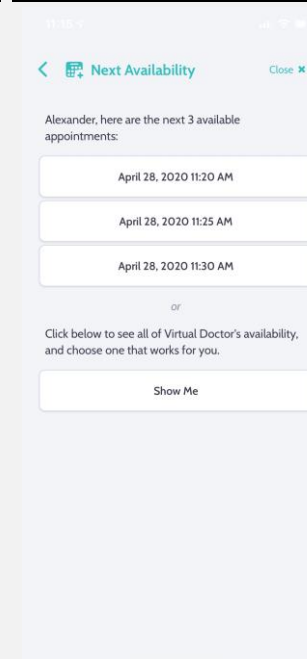 Next Availability
Close ×
Alexander, here are the next 3 available
appointments:
April 28, 2020 11:20 AM
April 28, 2020 11:25 AM
April 28, 2020 11:30 AM
or
Click below to see all of Virtual Doctor's availability,
and choose one that works for you.
Show Me